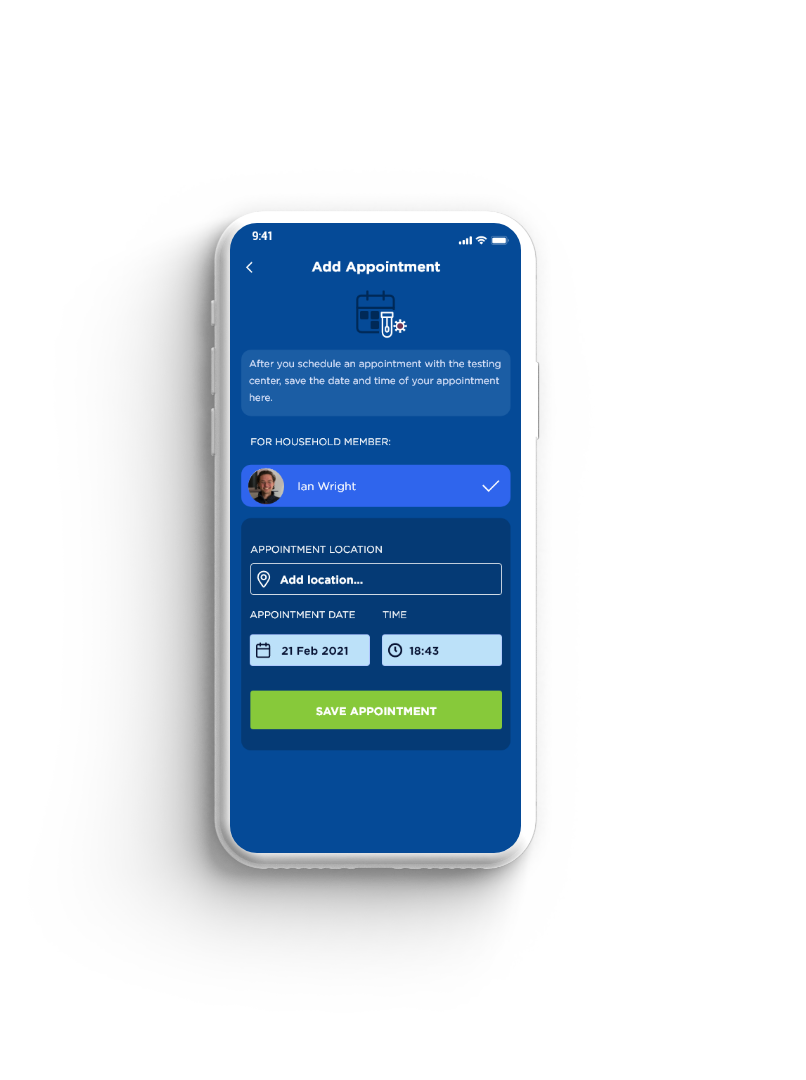 9:41
Add Appointment
After you schedule an appointment with the testing
center, save the date and time of your appointment
here.
FOR HOUSEHOLD MEMBER:
Ian Wright
APPOINTMENT LOCATION
Add location...
APPOINTMENT DATE TIME
21 Feb 2021 18:43
SAVE APPOINTMENT